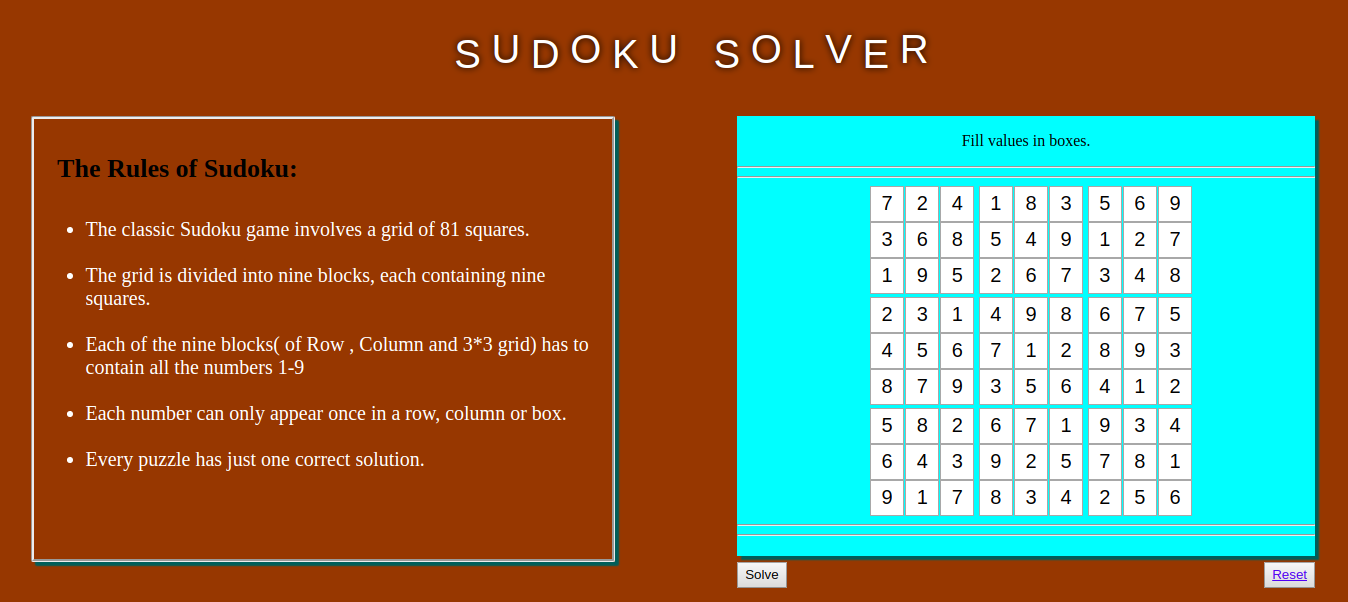 SUDOKU SOLVER
The Rules of Sudoku:
The classic Sudoku game involves a grid of 81 squares.
The grid is divided into nine blocks, each containing nine
squares.
Each of the nine blocks( of Row , Column and 3*3 grid) has to
contain all the numbers 1-9
Each number can only appear once in a row, column or box.
Every puzzle has just one correct solution.
Fill values in boxes.
7 2 4 1 8 3 5 6 9
3 6 8 5 4 9 1 2 7
1 9 5 2 6 7 3 4 8
2 3 1 4 9 8 6 7 5
4 5 6 7 1 2 8 9 3
8 7 9 3 5 6 4 1 2
5 8 2 6 7 1 9 3 4
6 4 3 9 2 5 7 8 1
9 1 7 8 3 4 2 5 6
Solve
Reset